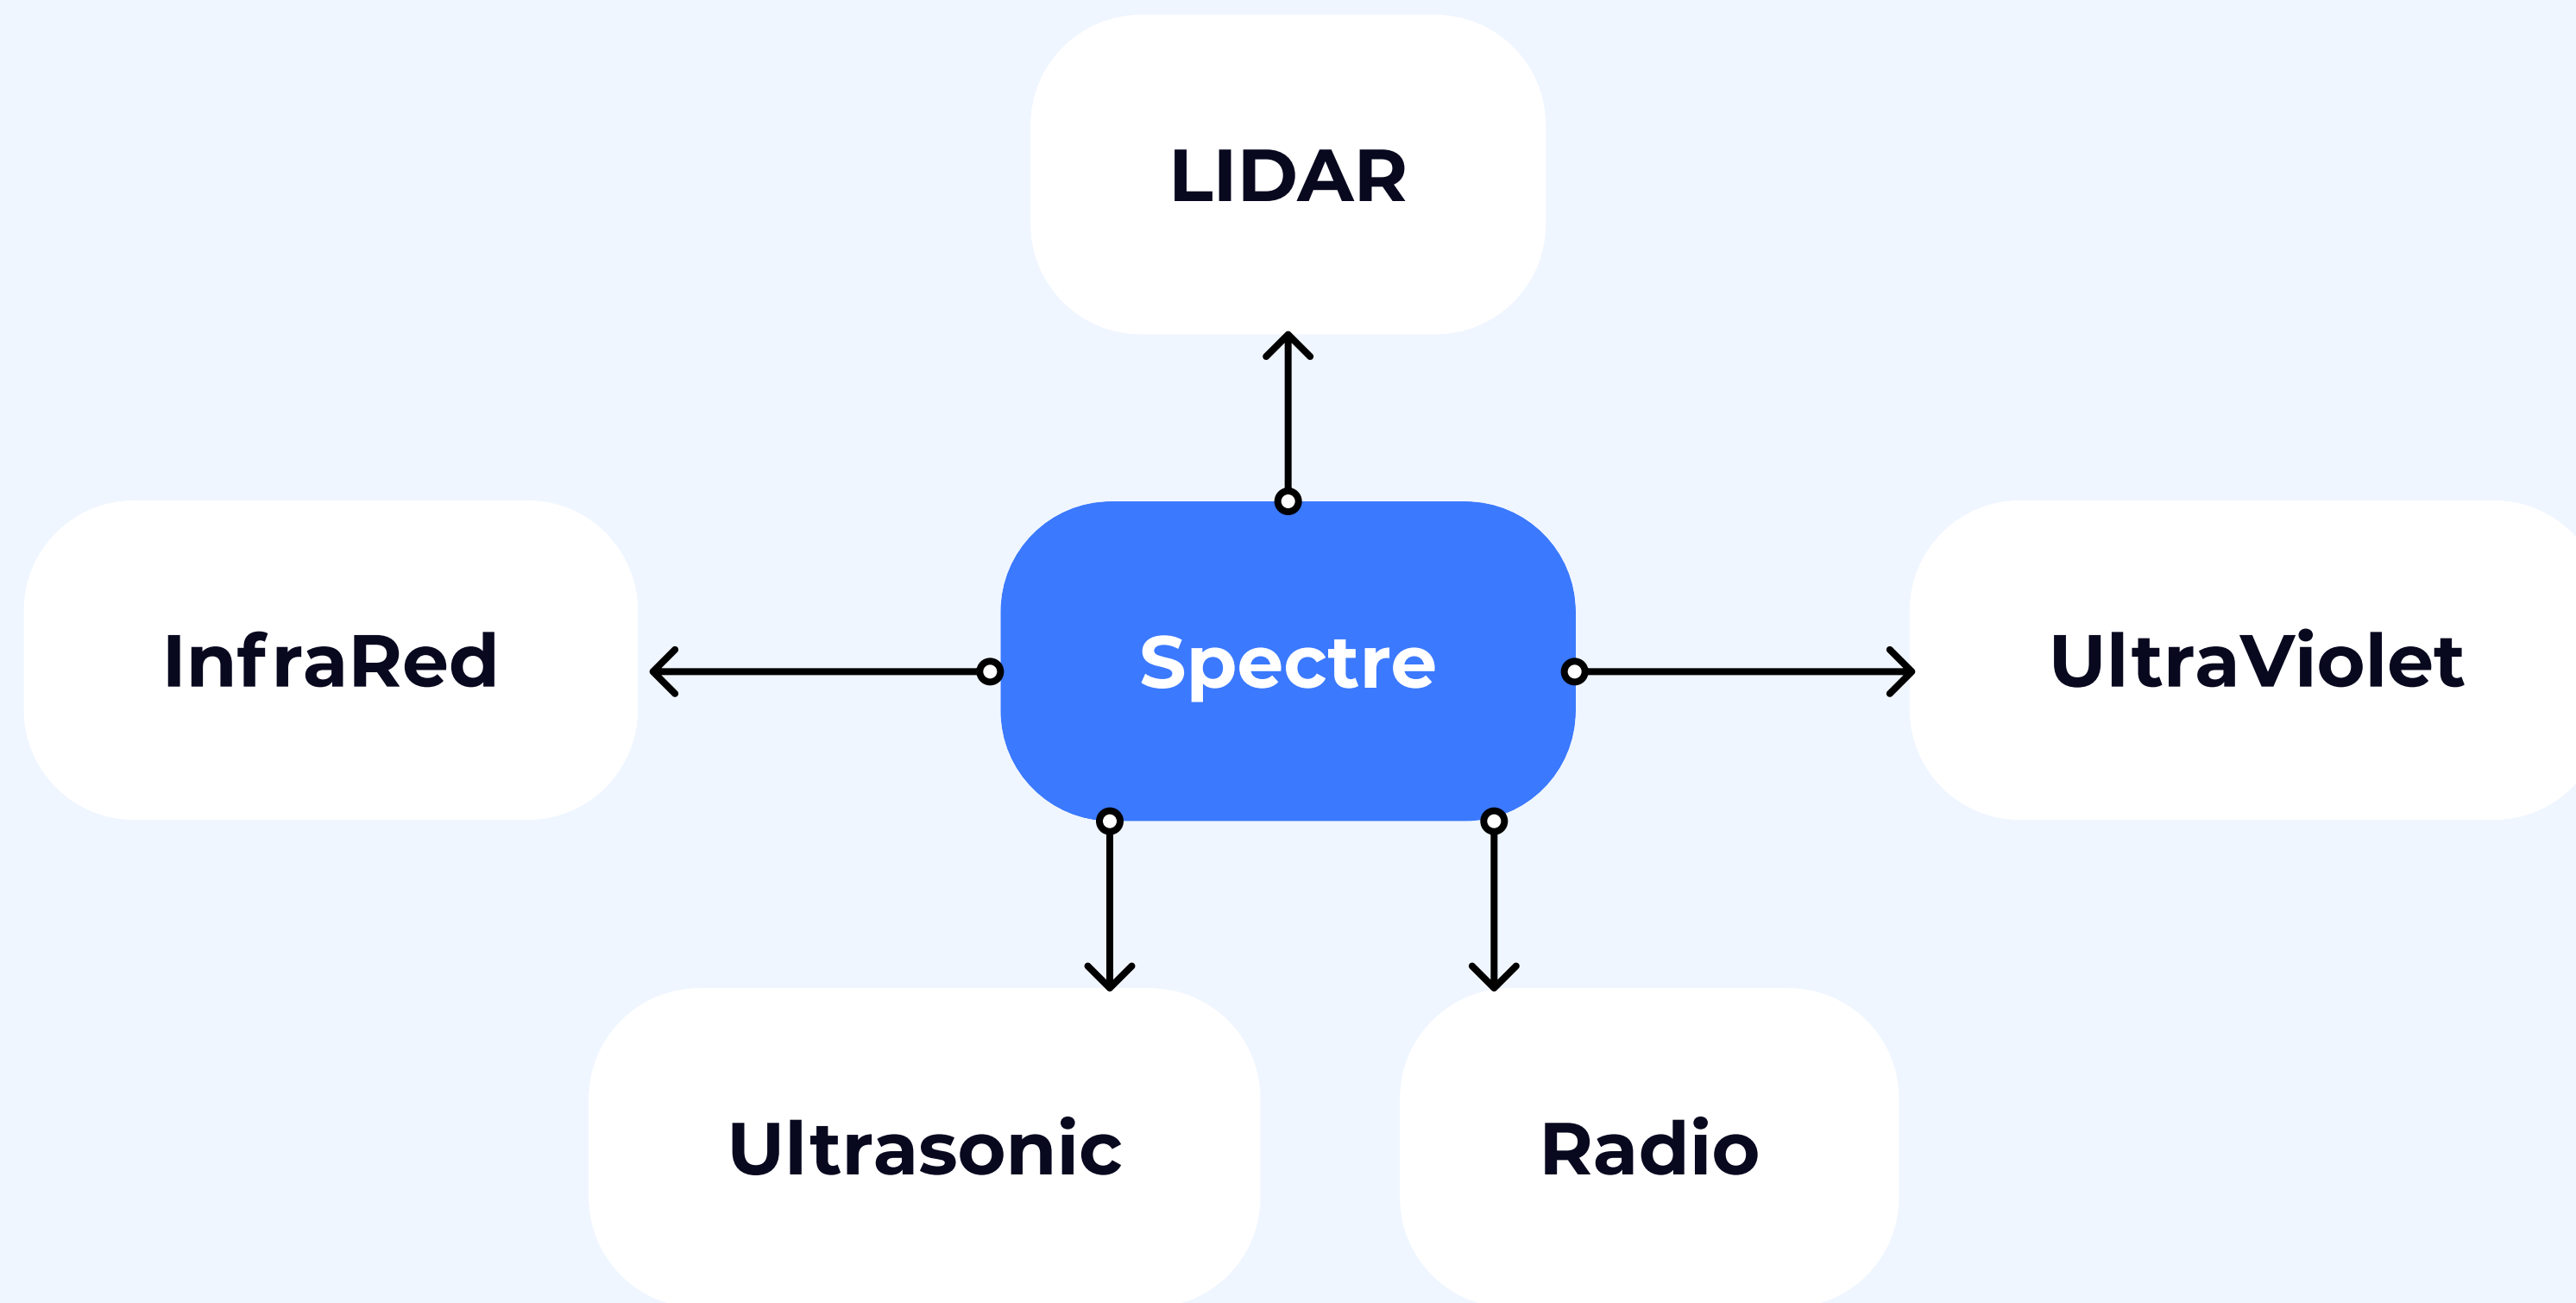 LIDAR
InfraRed
Spectre
UltraViolet
Ultrasonic
Radio